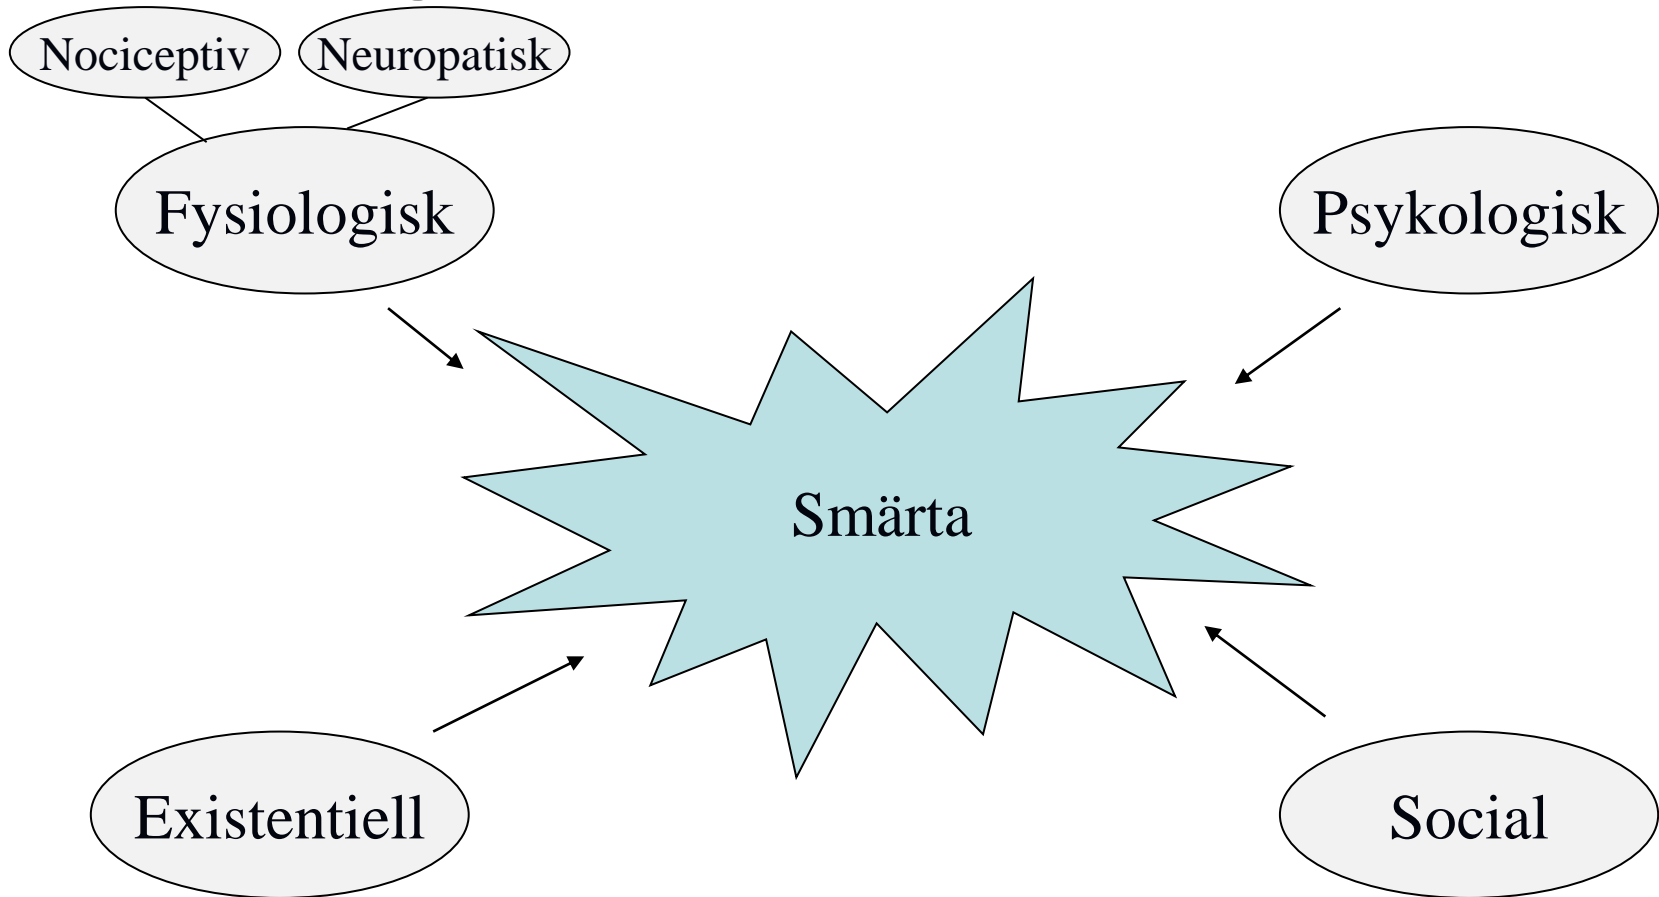 Nociceptiv
Neuropatisk
Fysiologisk
Psykologisk
Smärta
Existentiell
Social